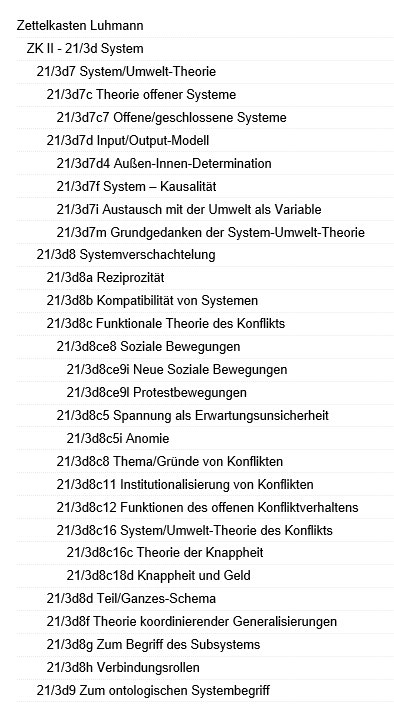 Zettelkasten Luhmann
ZK II - 21/3d System
21/3d7 System/Umwelt-Theorie
21/3d7c Theorie offener Systeme
21/3d7c7 Offene/geschlossene Systeme
21/3d7d Input/Output-Modell
21/3d7d4 Außen-Innen-Determination
21/3d7f System – Kausalität
21/3d7i Austausch mit der Umwelt als Variable
21/3d7m Grundgedanken der System-Umwelt-Theorie
21/3d8 Systemverschachtelung
21/3d8a Reziprozität
21/3d8b Kompatibilität von Systemen
21/3d8c Funktionale Theorie des Konflikts
21/3d8ce8 Soziale Bewegungen
21/3d8ce9i Neue Soziale Bewegungen
21/3d8ce9l Protestbewegungen
21/3d8c5 Spannung als Erwartungsunsicherheit
21/3d8c5i Anomie
21/3d8c8 Thema/Gründe von Konflikten
21/3d8c11 Institutionalisierung von Konflikten
21/3d8c12 Funktionen des offenen Konfliktverhaltens
21/3d8c16 System/Umwelt-Theorie des Konflikts
21/3d8c16c Theorie der Knappheit
21/3d8c18d Knappheit und Geld
21/3d8d Teil/Ganzes-Schema
21/3d8f Theorie koordinierender Generalisierungen
21/3d8g Zum Begriff des Subsystems
21/3d8h Verbindungsrollen
21/3d9 Zum ontologischen Systembegriff